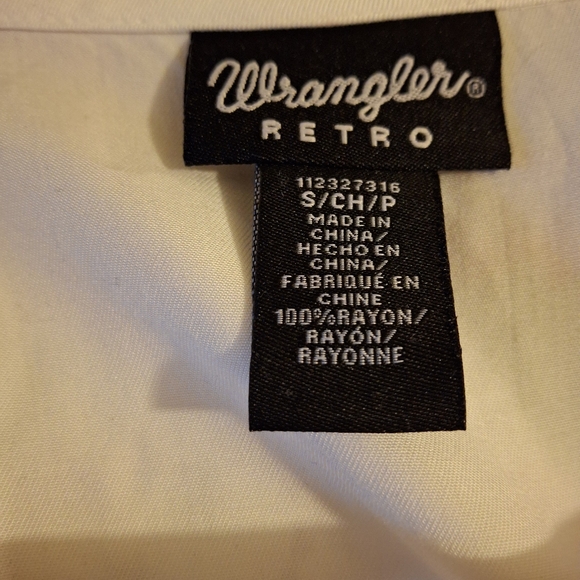 Wrangler®
RETRO
112327316
S/CH/P
MADE IN
CHINA/
HECHO EN
CHINA/
FABRIQUÉ EN
CHINE
100%RAYON/
RAYÓN/
RAYONNE